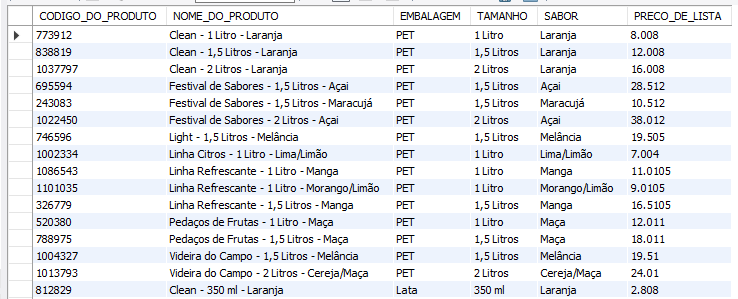 CODIGO_DO_PRODUTO NOME_DO_PRODUTO EMBALAGEM TAMANHO SABOR PRECO_DE_LISTA
773912 Clean - 1 Litro - Laranja PET 1 Litro Laranja 8.008
838819 Clean - 1,5 Litros - Laranja PET 1,5 Litros Laranja 12.008
1037797 Clean - 2 Litros - Laranja PET 2 Litros Laranja 16.008
695594 Festival de Sabores - 1,5 Litros - Açai PET 1,5 Litros Açai 28.512
243083 Festival de Sabores - 1,5 Litros - Maracujá PET 1,5 Litros Maracujá 10.512
1022450 Festival de Sabores - 2 Litros - Açai PET 2 Litros Açai 38.012
746596 Light - 1,5 Litros - Melância PET 1,5 Litros Melância 19.505
1002334 Linha Citros - 1 Litro - Lima/Limão PET 1 Litro Lima/Limão 7.004
1086543 Linha Refrescante - 1 Litro - Manga PET 1 Litro Manga 11.0105
1101035 Linha Refrescante - 1 Litro - Morango/Limão PET 1 Litro Morango/Limão 9.0105
326779 Linha Refrescante - 1,5 Litros - Manga PET 1,5 Litros Manga 16.5105
520380 Pedaços de Frutas - 1 Litro - Maça PET 1 Litro Maça 12.011
788975 Pedaços de Frutas - 1,5 Litros - Maça PET 1,5 Litros Maça 18.011
1004327 Videira do Campo - 1,5 Litros - Melância PET 1,5 Litros Melância 19.51
1013793 Videira do Campo - 2 Litros - Cereja/Maça PET 2 Litros Cereja/Maça 24.01
812829 Clean - 350 ml - Laranja Lata 350 ml Laranja 2.808